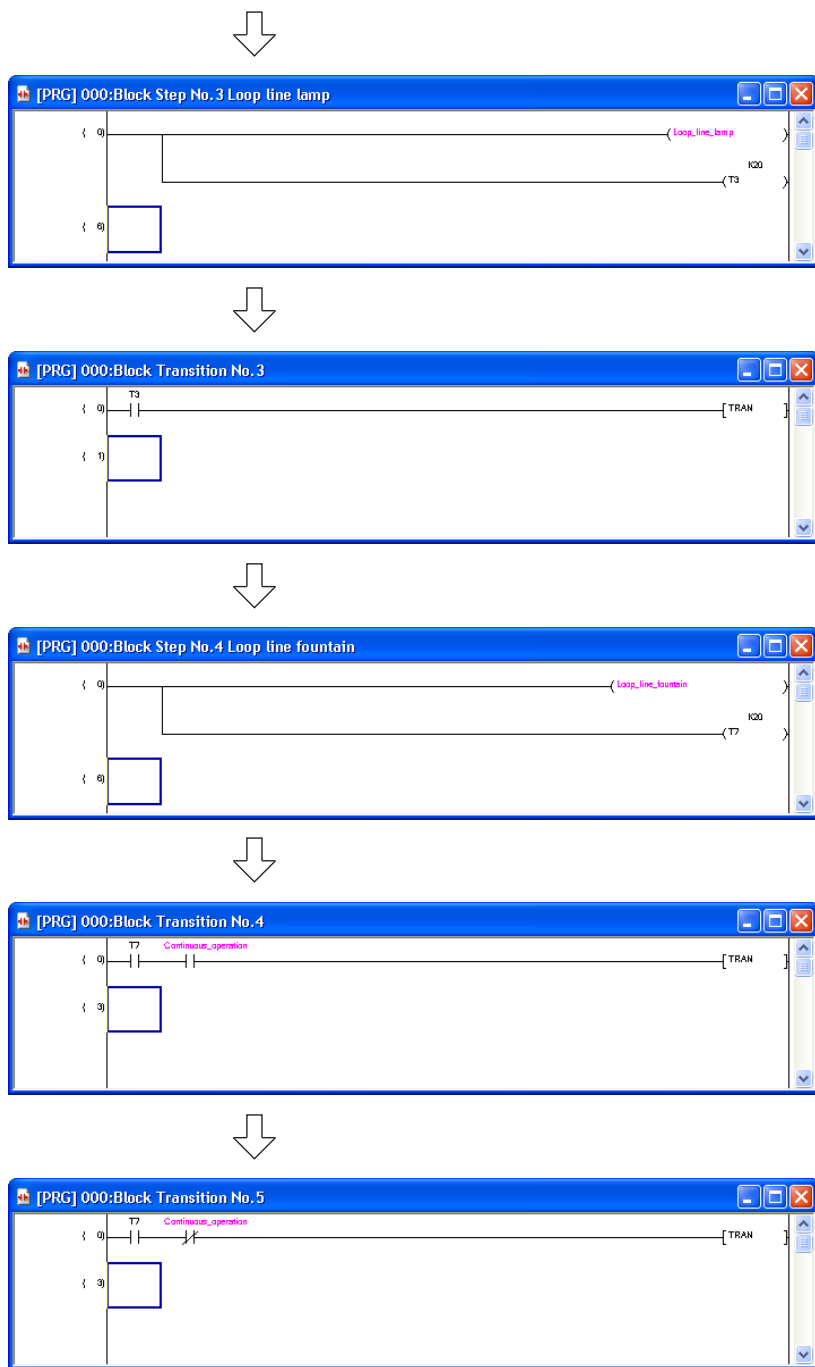 [PRG] 000:Block Step No.3 Loop line lamp
( 0) Loop_line_lamp
K20
T3
( 6)
[PRG] 000:Block Transition No.3
T3
( 0) TRAN
( 1)
[PRG] 000:Block Step No.4 Loop line fountain
( 0) Loop_line_fountain
K20
T7
( 6)
[PRG] 000:Block Transition No.4
T7 Continuous_operation
( 0) TRAN
( 3)
[PRG] 000:Block Transition No.5
T7 Continuous_operation
( 0) TRAN
( 3)